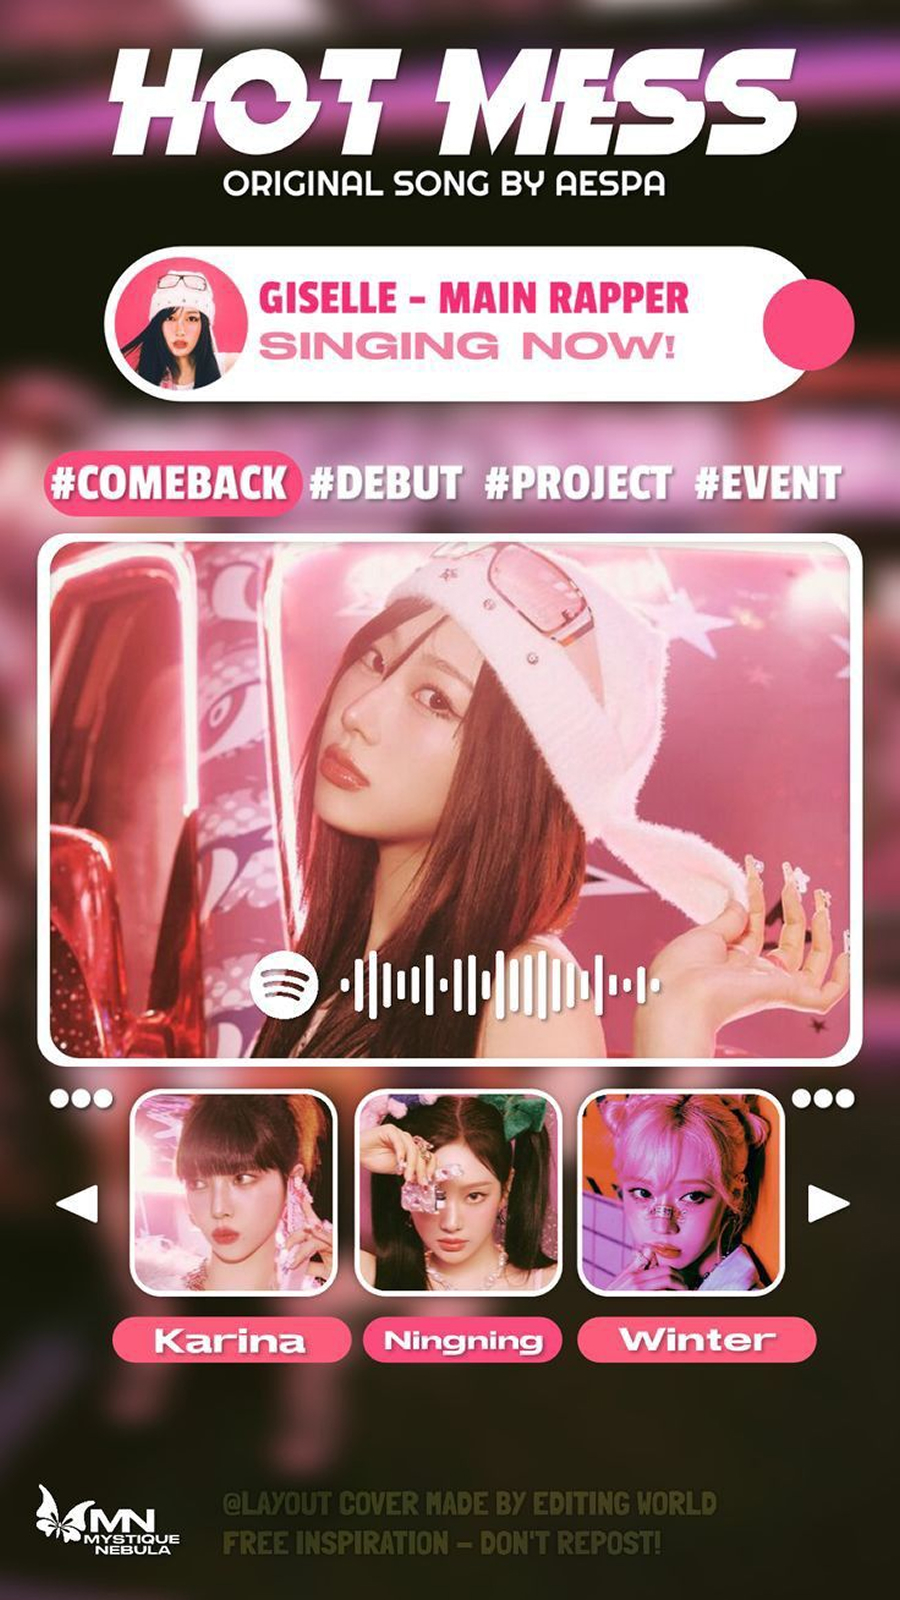 HOT MESS
ORIGINAL SONG BY AESPA
GISELLE - MAIN RAPPER
SINGING NOW!
#COMEBACK #DEBUT #PROJECT #EVENT
Karina Ningning Winter
MN
MYSTIQUE
NEBULA
@LAYOUT COVER MADE BY EDITING WORLD
FREE INSPIRATION - DON'T REPOST!